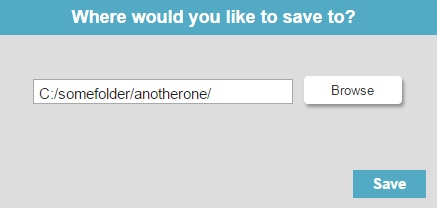 Where would you like to save to?
C:/somefolder/anotherone/
Browse
Save